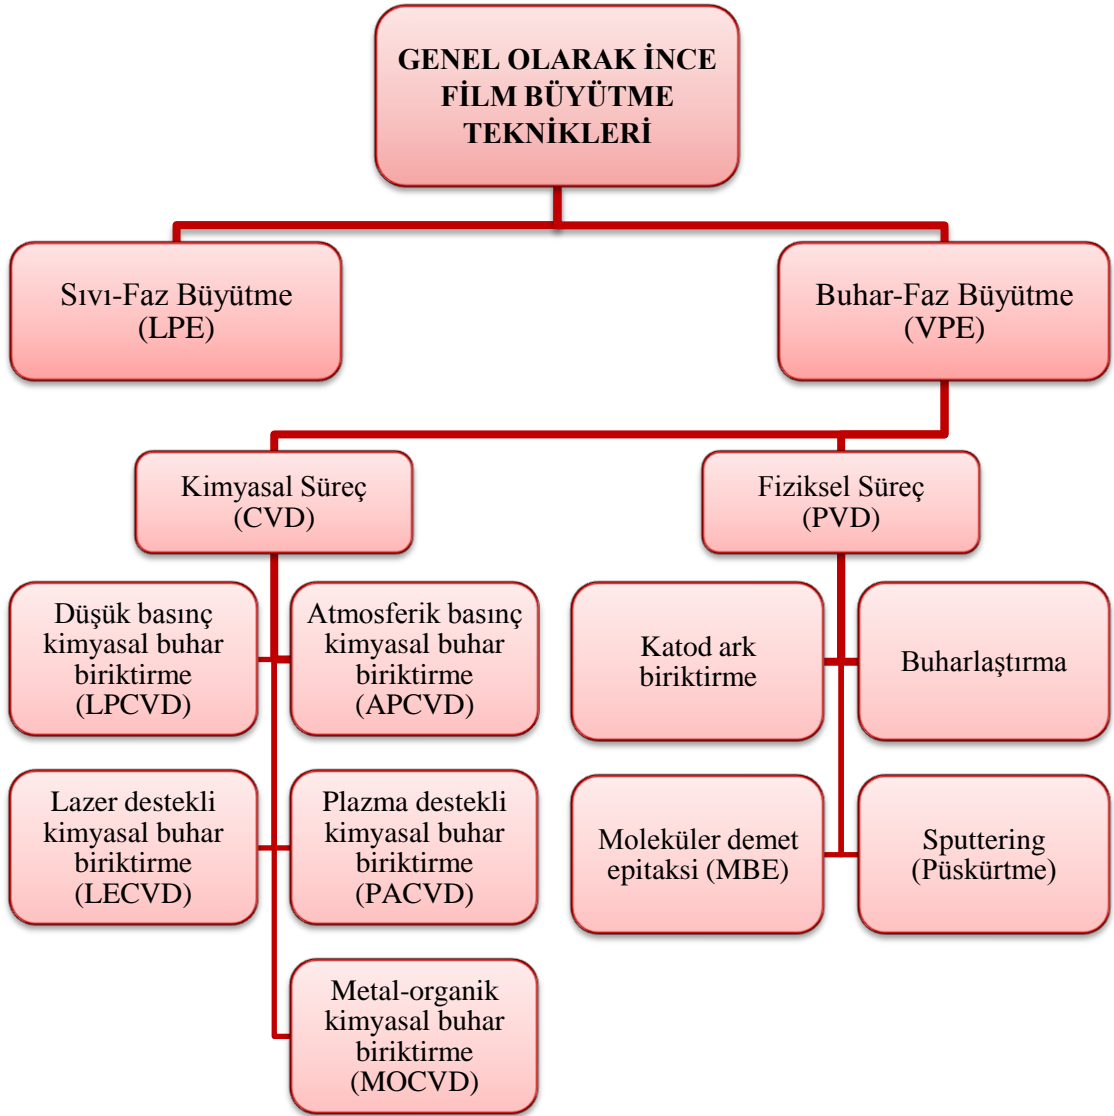 GENEL OLARAK İNCE
FİLM BÜYÜTME
TEKNİKLERİ
Sıvı-Faz Büyütme
(LPE)
Buhar-Faz Büyütme
(VPE)
Kimyasal Süreç
(CVD)
Fiziksel Süreç
(PVD)
Düşük basınç
kimyasal buhar
biriktirme
(LPCVD)
Atmosferik basınç
kimyasal buhar
biriktirme
(APCVD)
Katod ark
biriktirme
Buharlaştırma
Lazer destekli
kimyasal buhar
biriktirme
(LECVD)
Plazma destekli
kimyasal buhar
biriktirme
(PACVD)
Moleküler demet
epitaksi (MBE)
Sputtering
(Püskürtme)
Metal-organik
kimyasal buhar
biriktirme
(MOCVD)